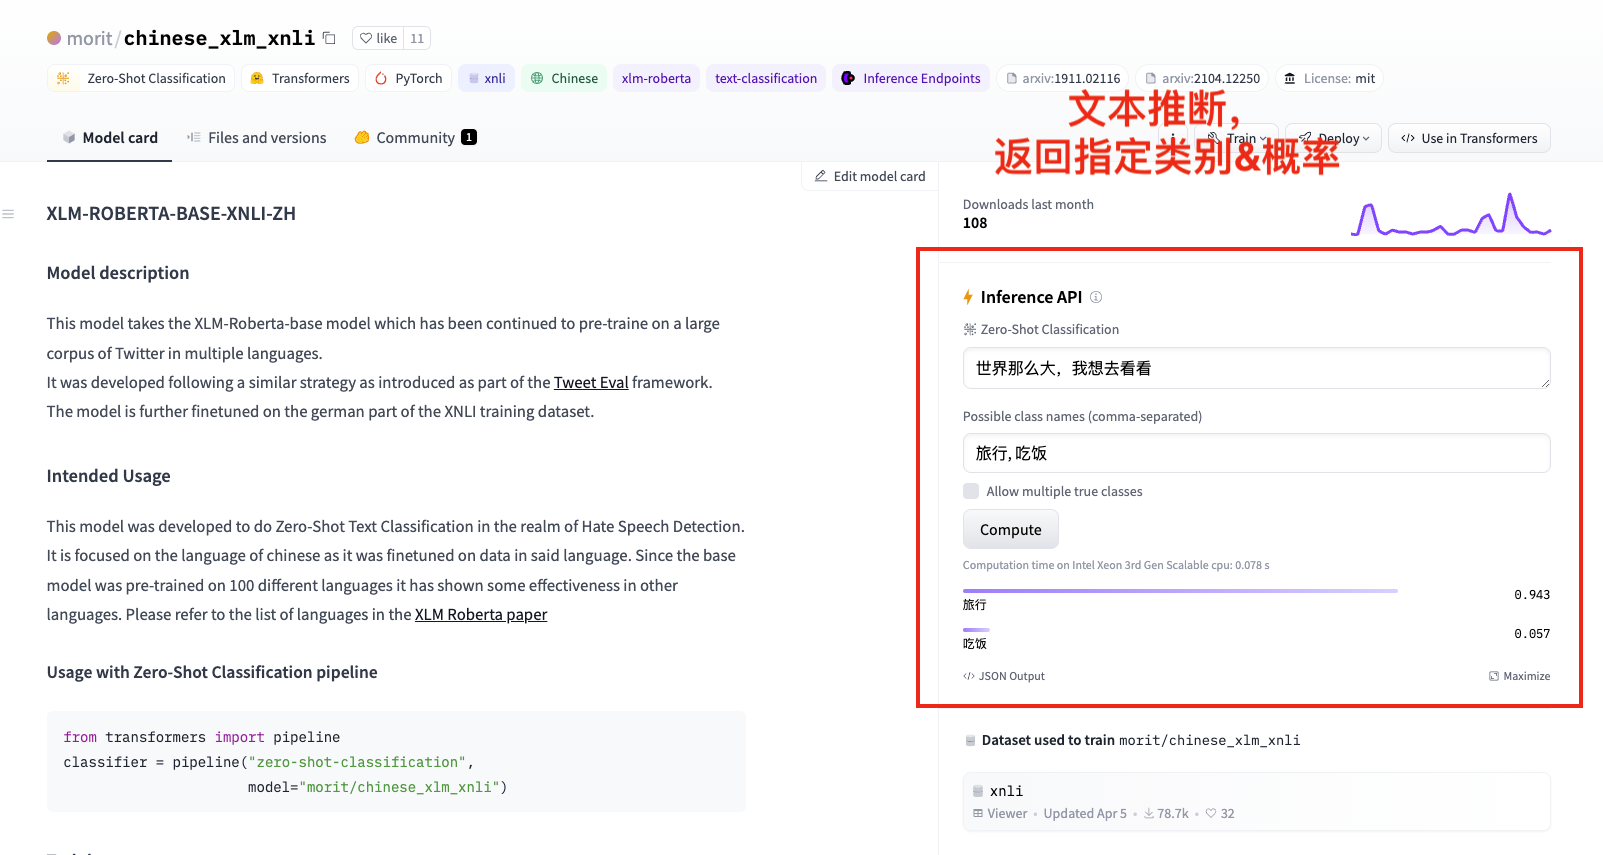 morit/chinese_xlm_xnli
like 11
Zero-Shot Classification
Transformers
PyTorch
xnli
Chinese
xlm-roberta
text-classification
Inference Endpoints
arxiv:1911.02116
arxiv:2104.12250
License: mit
文本推断，
返回指定类别&概率
Model card
Files and versions
Community 1
Train
Deploy
</> Use in Transformers
Edit model card
XLM-ROBERTA-BASE-XNLI-ZH
Model description
This model takes the XLM-Roberta-base model which has been continued to pre-traine on a large
corpus of Twitter in multiple languages.
It was developed following a similar strategy as introduced as part of the Tweet Eval framework.
The model is further finetuned on the german part of the XNLI training dataset.
Intended Usage
This model was developed to do Zero-Shot Text Classification in the realm of Hate Speech Detection.
It is focused on the language of chinese as it was finetuned on data in said language. Since the base
model was pre-trained on 100 different languages it has shown some effectiveness in other
languages. Please refer to the list of languages in the XLM Roberta paper
Usage with Zero-Shot Classification pipeline
from transformers import pipeline
classifier = pipeline("zero-shot-classification",
model="morit/chinese_xlm_xnli")
Downloads last month
108
Inference API
Zero-Shot Classification
世界那么大，我想去看看
Possible class names (comma-separated)
旅行, 吃饭
Allow multiple true classes
Compute
Computation time on Intel Xeon 3rd Gen Scalable cpu: 0.078 s
旅行 0.943
吃饭 0.057
</> JSON Output
Maximize
Dataset used to train morit/chinese_xlm_xnli
xnli
Viewer • Updated Apr 5 • 78.7k • 32